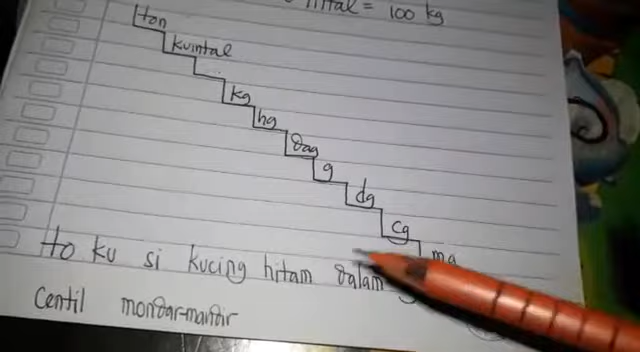 = 100 kg
Ton
kuintal
kg
hg
dag
g
dg
cg
mg
to ku si kucing hitam dalam
centil mondar-mandir